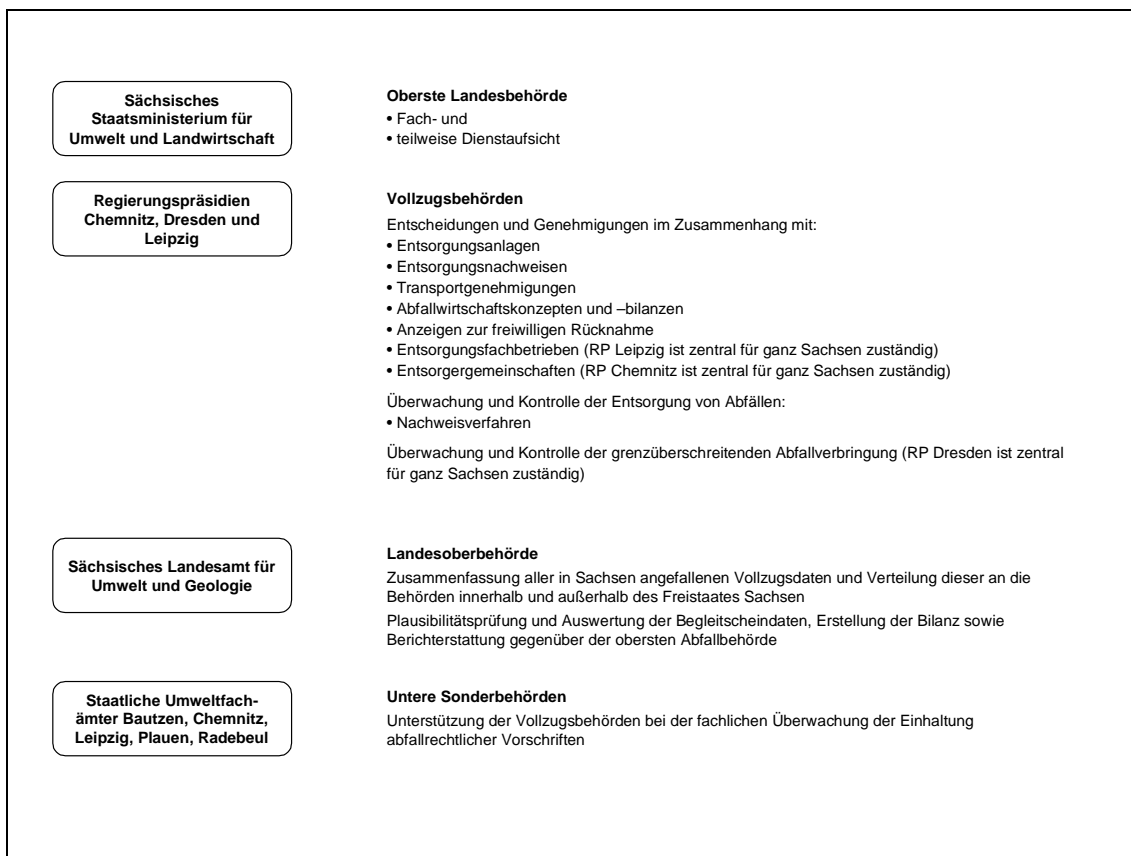 Sächsisches
Staatsministerium für
Umwelt und Landwirtschaft
Oberste Landesbehörde
• Fach- und
• teilweise Dienstaufsicht
Regierungspräsidien
Chemnitz, Dresden und
Leipzig
Vollzugsbehörden
Entscheidungen und Genehmigungen im Zusammenhang mit:
• Entsorgungsanlagen
• Entsorgungsnachweisen
• Transportgenehmigungen
• Abfallwirtschaftskonzepten und –bilanzen
• Anzeigen zur freiwilligen Rücknahme
• Entsorgungsfachbetrieben (RP Leipzig ist zentral für ganz Sachsen zuständig)
• Entsorgergemeinschaften (RP Chemnitz ist zentral für ganz Sachsen zuständig)
Überwachung und Kontrolle der Entsorgung von Abfällen:
• Nachweisverfahren
Überwachung und Kontrolle der grenzüberschreitenden Abfallverbringung (RP Dresden ist zentral
für ganz Sachsen zuständig)
Sächsisches Landesamt für
Umwelt und Geologie
Landesoberbehörde
Zusammenfassung aller in Sachsen angefallenen Vollzugsdaten und Verteilung dieser an die
Behörden innerhalb und außerhalb des Freistaates Sachsen
Plausibilitätsprüfung und Auswertung der Begleitscheindaten, Erstellung der Bilanz sowie
Berichterstattung gegenüber der obersten Abfallbehörde
Staatliche Umweltfach-
ämter Bautzen, Chemnitz,
Leipzig, Plauen, Radebeul
Untere Sonderbehörden
Unterstützung der Vollzugsbehörden bei der fachlichen Überwachung der Einhaltung
abfallrechtlicher Vorschriften